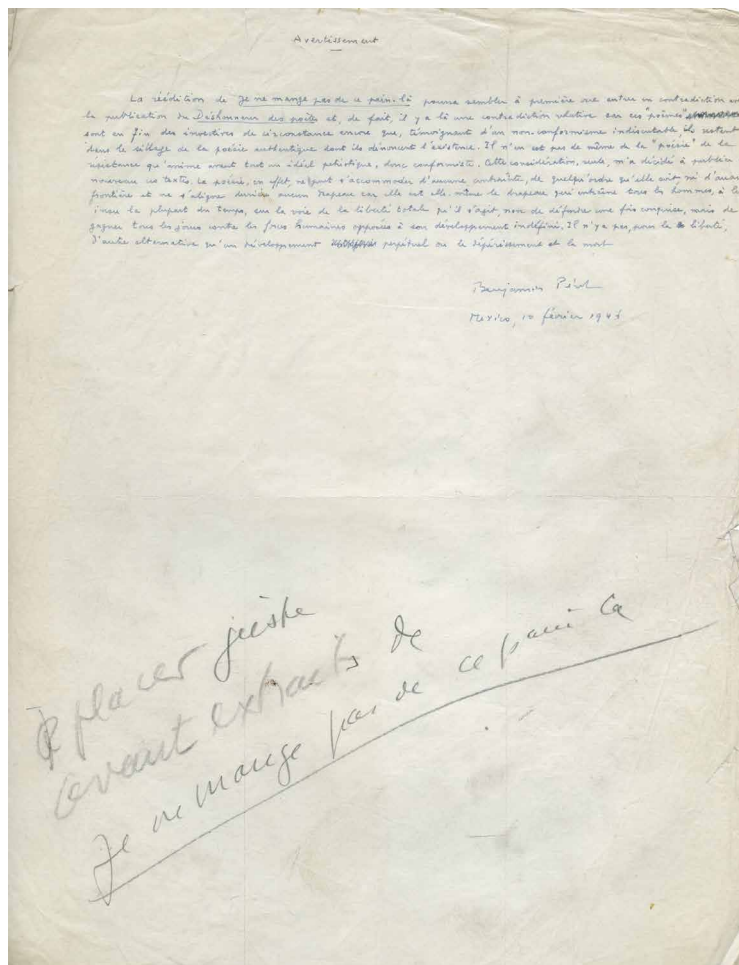 Avertissement
La réédition de Je ne mange pas de ce pain-là pourra sembler à première vue entrer en contradiction
la publication du Déshonneur des poètes et, de fait, il y a là une contradiction relative car ces poèmes
sont en fin des invectives de circonstance encore que, témoignant d'un non-conformisme indiscutable, ils restent
dans le sillage de la poésie authentique dont ils dénoncent l'existence. Il n'en est pas de même de la "poésie" de la
résistance qu'anime avant tout un idéal patriotique, donc conformiste. Cette considération, seule, m'a décidé à publier
nouveau ces textes. La poésie, en effet, ne peut s'accommoder d'aucune contrainte, de quelqu'ordre qu'elle soit ni d'aucune
frontière et ne s'aligne derrière aucun drapeau car elle est elle-même le drapeau qui entraîne tous les hommes, à
insu la plupart du temps, sur la voie de la liberté totale qu'il s'agit, non de défendre une fois conquise, mais de
gagner tous les jours contre les forces humaines opposées à son développement indéfini. Il n'y a pas, pour la liberté,
d'autre alternative qu'un développement perpétuel ou le dépérissement et la mort
Benjamin Péret
Mexico, 10 février 194
A placer juste
avant extraits de
Je ne mange pas de ce pain là